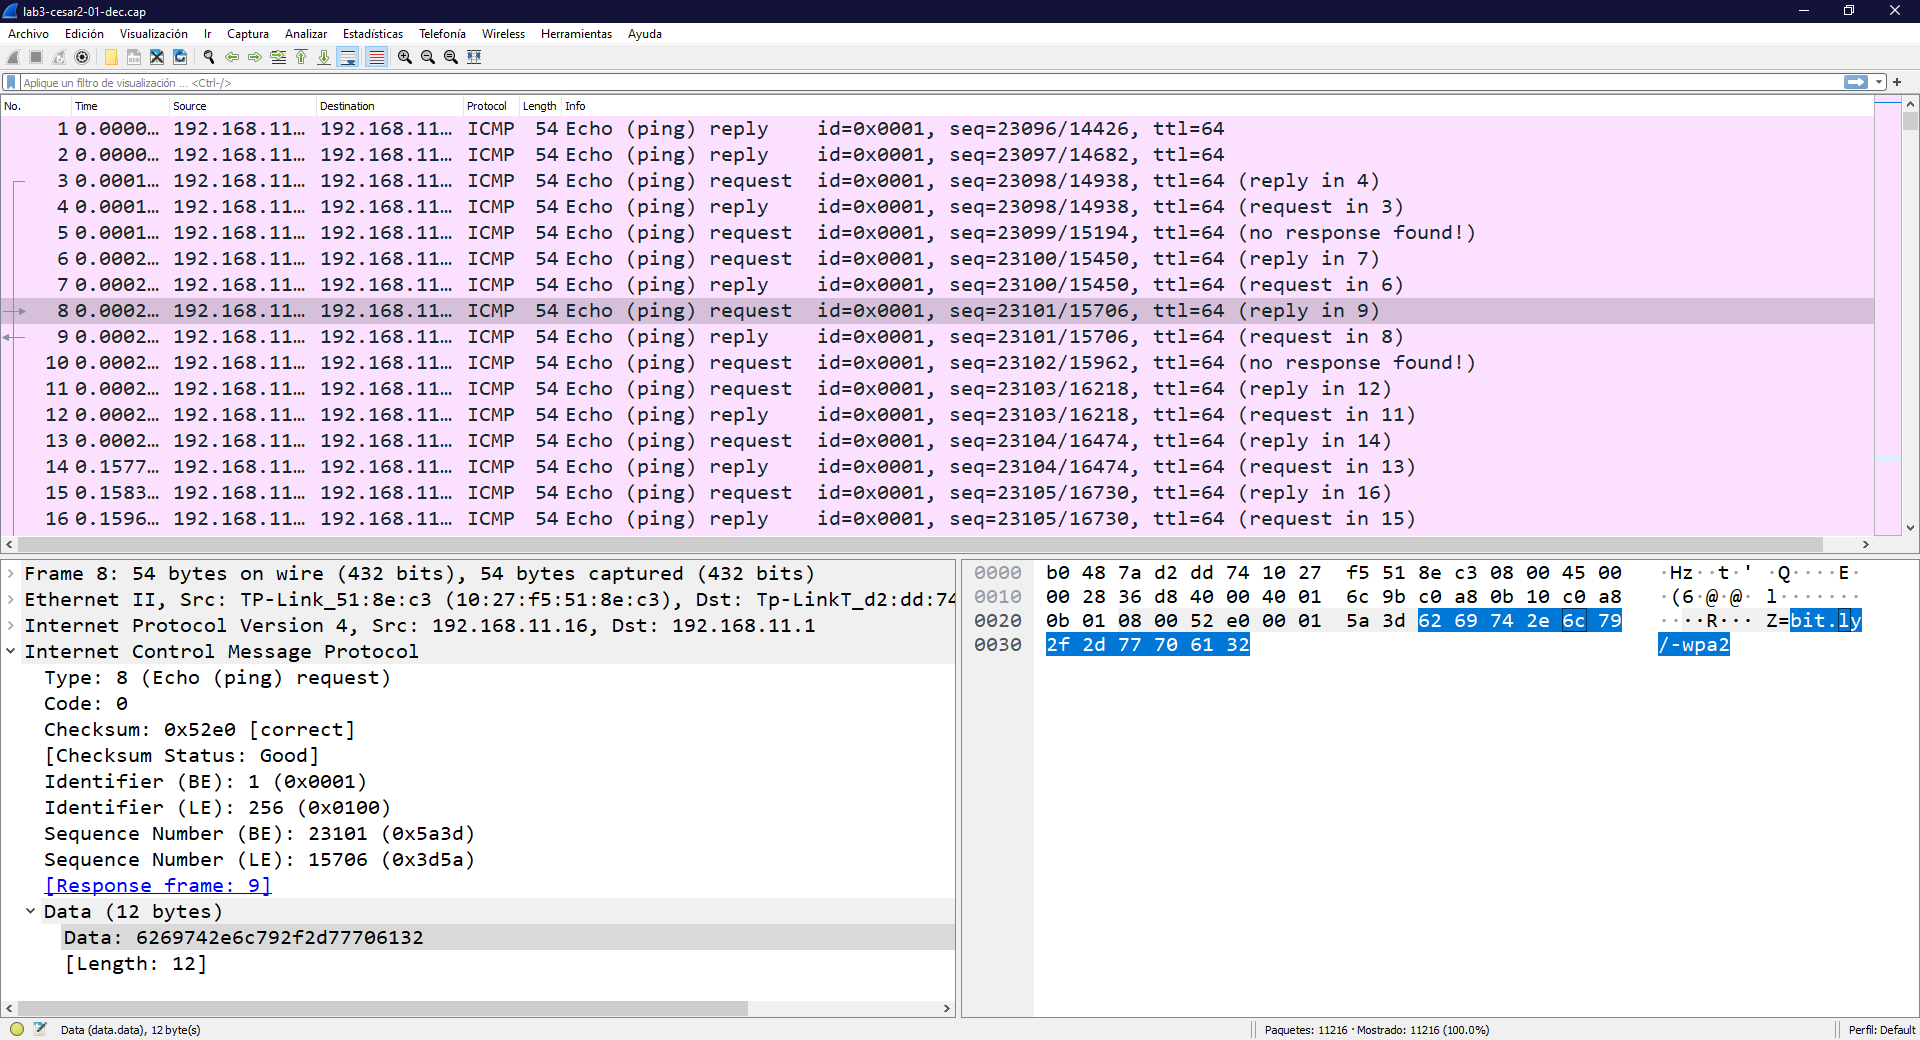 lab3-cesar2-01-dec.cap
Archivo Edición Visualización Ir Captura Analizar Estadísticas Telefonía Wireless Herramientas Ayuda
Aplique un filtro de visualización ... <Ctrl-/>
No. Time Source Destination Protocol Length Info
1 0.0000… 192.168.11… 192.168.11… ICMP 54 Echo (ping) reply id=0x0001, seq=23096/14426, ttl=64
2 0.0000… 192.168.11… 192.168.11… ICMP 54 Echo (ping) reply id=0x0001, seq=23097/14682, ttl=64
3 0.0001… 192.168.11… 192.168.11… ICMP 54 Echo (ping) request id=0x0001, seq=23098/14938, ttl=64 (reply in 4)
4 0.0001… 192.168.11… 192.168.11… ICMP 54 Echo (ping) reply id=0x0001, seq=23098/14938, ttl=64 (request in 3)
5 0.0001… 192.168.11… 192.168.11… ICMP 54 Echo (ping) request id=0x0001, seq=23099/15194, ttl=64 (no response found!)
6 0.0002… 192.168.11… 192.168.11… ICMP 54 Echo (ping) request id=0x0001, seq=23100/15450, ttl=64 (reply in 7)
7 0.0002… 192.168.11… 192.168.11… ICMP 54 Echo (ping) reply id=0x0001, seq=23100/15450, ttl=64 (request in 6)
8 0.0002… 192.168.11… 192.168.11… ICMP 54 Echo (ping) request id=0x0001, seq=23101/15706, ttl=64 (reply in 9)
9 0.0002… 192.168.11… 192.168.11… ICMP 54 Echo (ping) reply id=0x0001, seq=23101/15706, ttl=64 (request in 8)
10 0.0002… 192.168.11… 192.168.11… ICMP 54 Echo (ping) request id=0x0001, seq=23102/15962, ttl=64 (no response found!)
11 0.0002… 192.168.11… 192.168.11… ICMP 54 Echo (ping) request id=0x0001, seq=23103/16218, ttl=64 (reply in 12)
12 0.0002… 192.168.11… 192.168.11… ICMP 54 Echo (ping) reply id=0x0001, seq=23103/16218, ttl=64 (request in 11)
13 0.0002… 192.168.11… 192.168.11… ICMP 54 Echo (ping) request id=0x0001, seq=23104/16474, ttl=64 (reply in 14)
14 0.1577… 192.168.11… 192.168.11… ICMP 54 Echo (ping) reply id=0x0001, seq=23104/16474, ttl=64 (request in 13)
15 0.1583… 192.168.11… 192.168.11… ICMP 54 Echo (ping) request id=0x0001, seq=23105/16730, ttl=64 (reply in 16)
16 0.1596… 192.168.11… 192.168.11… ICMP 54 Echo (ping) reply id=0x0001, seq=23105/16730, ttl=64 (request in 15)
Frame 8: 54 bytes on wire (432 bits), 54 bytes captured (432 bits)
Ethernet II, Src: TP-Link_51:8e:c3 (10:27:f5:51:8e:c3), Dst: Tp-LinkT_d2:dd:74
Internet Protocol Version 4, Src: 192.168.11.16, Dst: 192.168.11.1
Internet Control Message Protocol
Type: 8 (Echo (ping) request)
Code: 0
Checksum: 0x52e0 [correct]
[Checksum Status: Good]
Identifier (BE): 1 (0x0001)
Identifier (LE): 256 (0x0100)
Sequence Number (BE): 23101 (0x5a3d)
Sequence Number (LE): 15706 (0x3d5a)
[Response frame: 9]
Data (12 bytes)
Data: 6269742e6c792f2d77706132
[Length: 12]
0000 b0 48 7a d2 dd 74 10 27 f5 51 8e c3 08 00 45 00 ·Hz··t·' ·Q····E·
0010 00 28 36 d8 40 00 40 01 6c 9b c0 a8 0b 10 c0 a8 ·(6·@·@· l·······
0020 0b 01 08 00 52 e0 00 01 5a 3d 62 69 74 2e 6c 79 ····R··· Z=bit.ly
0030 2f 2d 77 70 61 32 /-wpa2
Data (data.data), 12 byte(s)
Paquetes: 11216 · Mostrado: 11216 (100.0%)
Perfil: Default